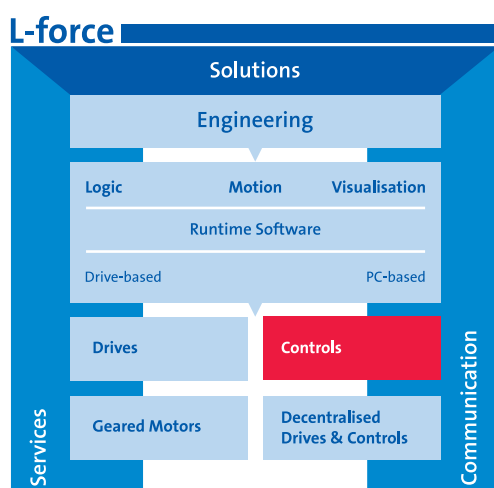 L-force
Solutions
Engineering
Logic Motion Visualisation
Runtime Software
Drive-based PC-based
Drives Controls
Geared Motors Decentralised
Drives & Controls
Services
Communication